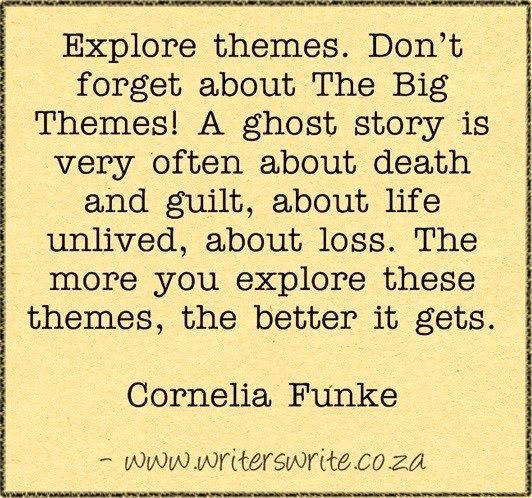 Explore themes. Don't
forget about The Big
Themes! A ghost story is
very often about death
and guilt, about life
unlived, about loss. The
more you explore these
themes, the better it gets.
Cornelia Funke
- www.writerswrite.co.za